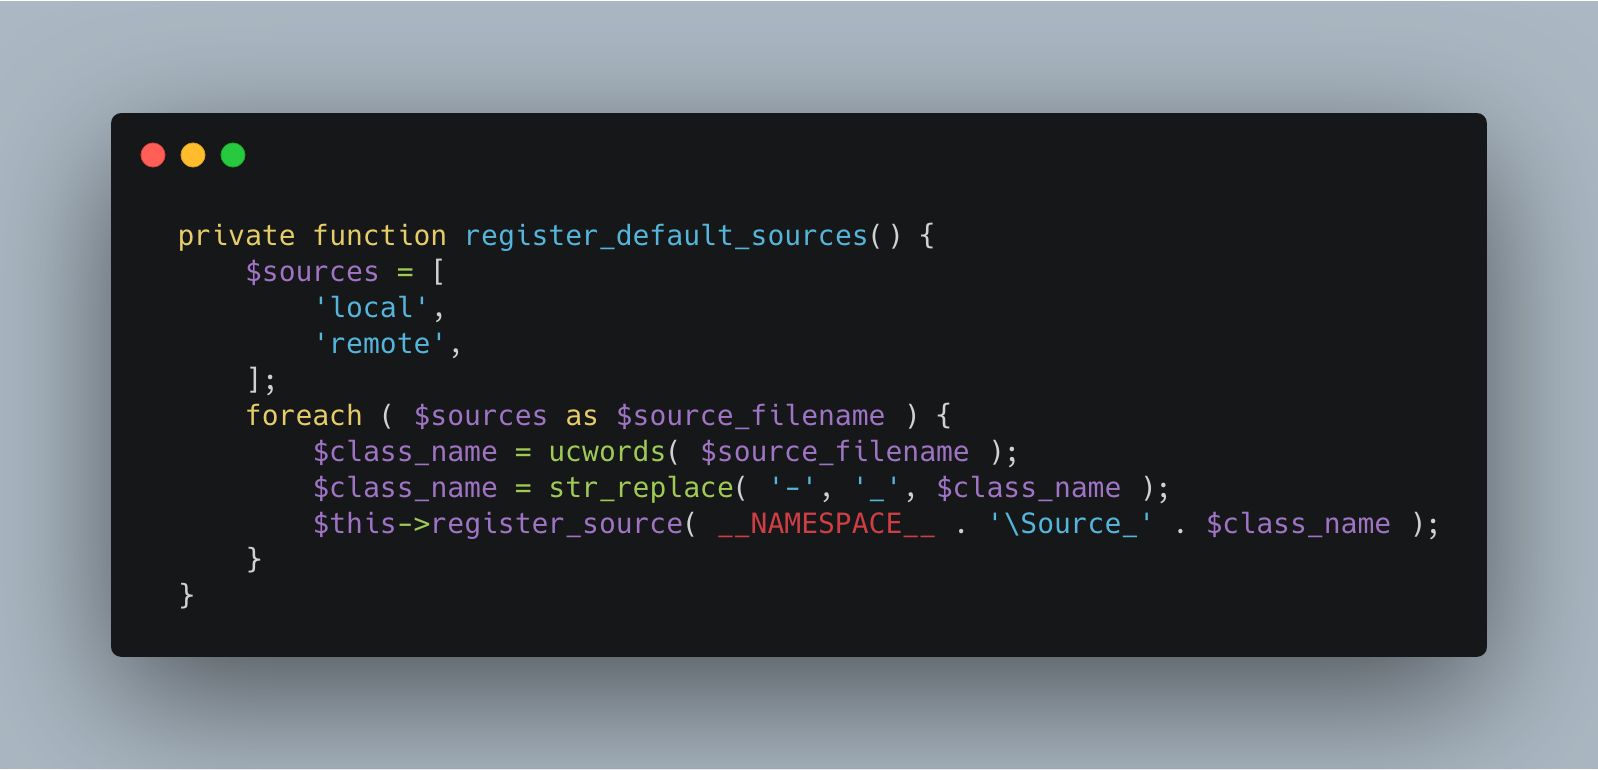 private function register_default_sources() {
    $sources = [
        'local',
        'remote',
    ];
    foreach ( $sources as $source_filename ) {
        $class_name = ucwords( $source_filename );
        $class_name = str_replace( '-', '_', $class_name );
        $this->register_source( __NAMESPACE__ . '\Source_' . $class_name );
    }
}